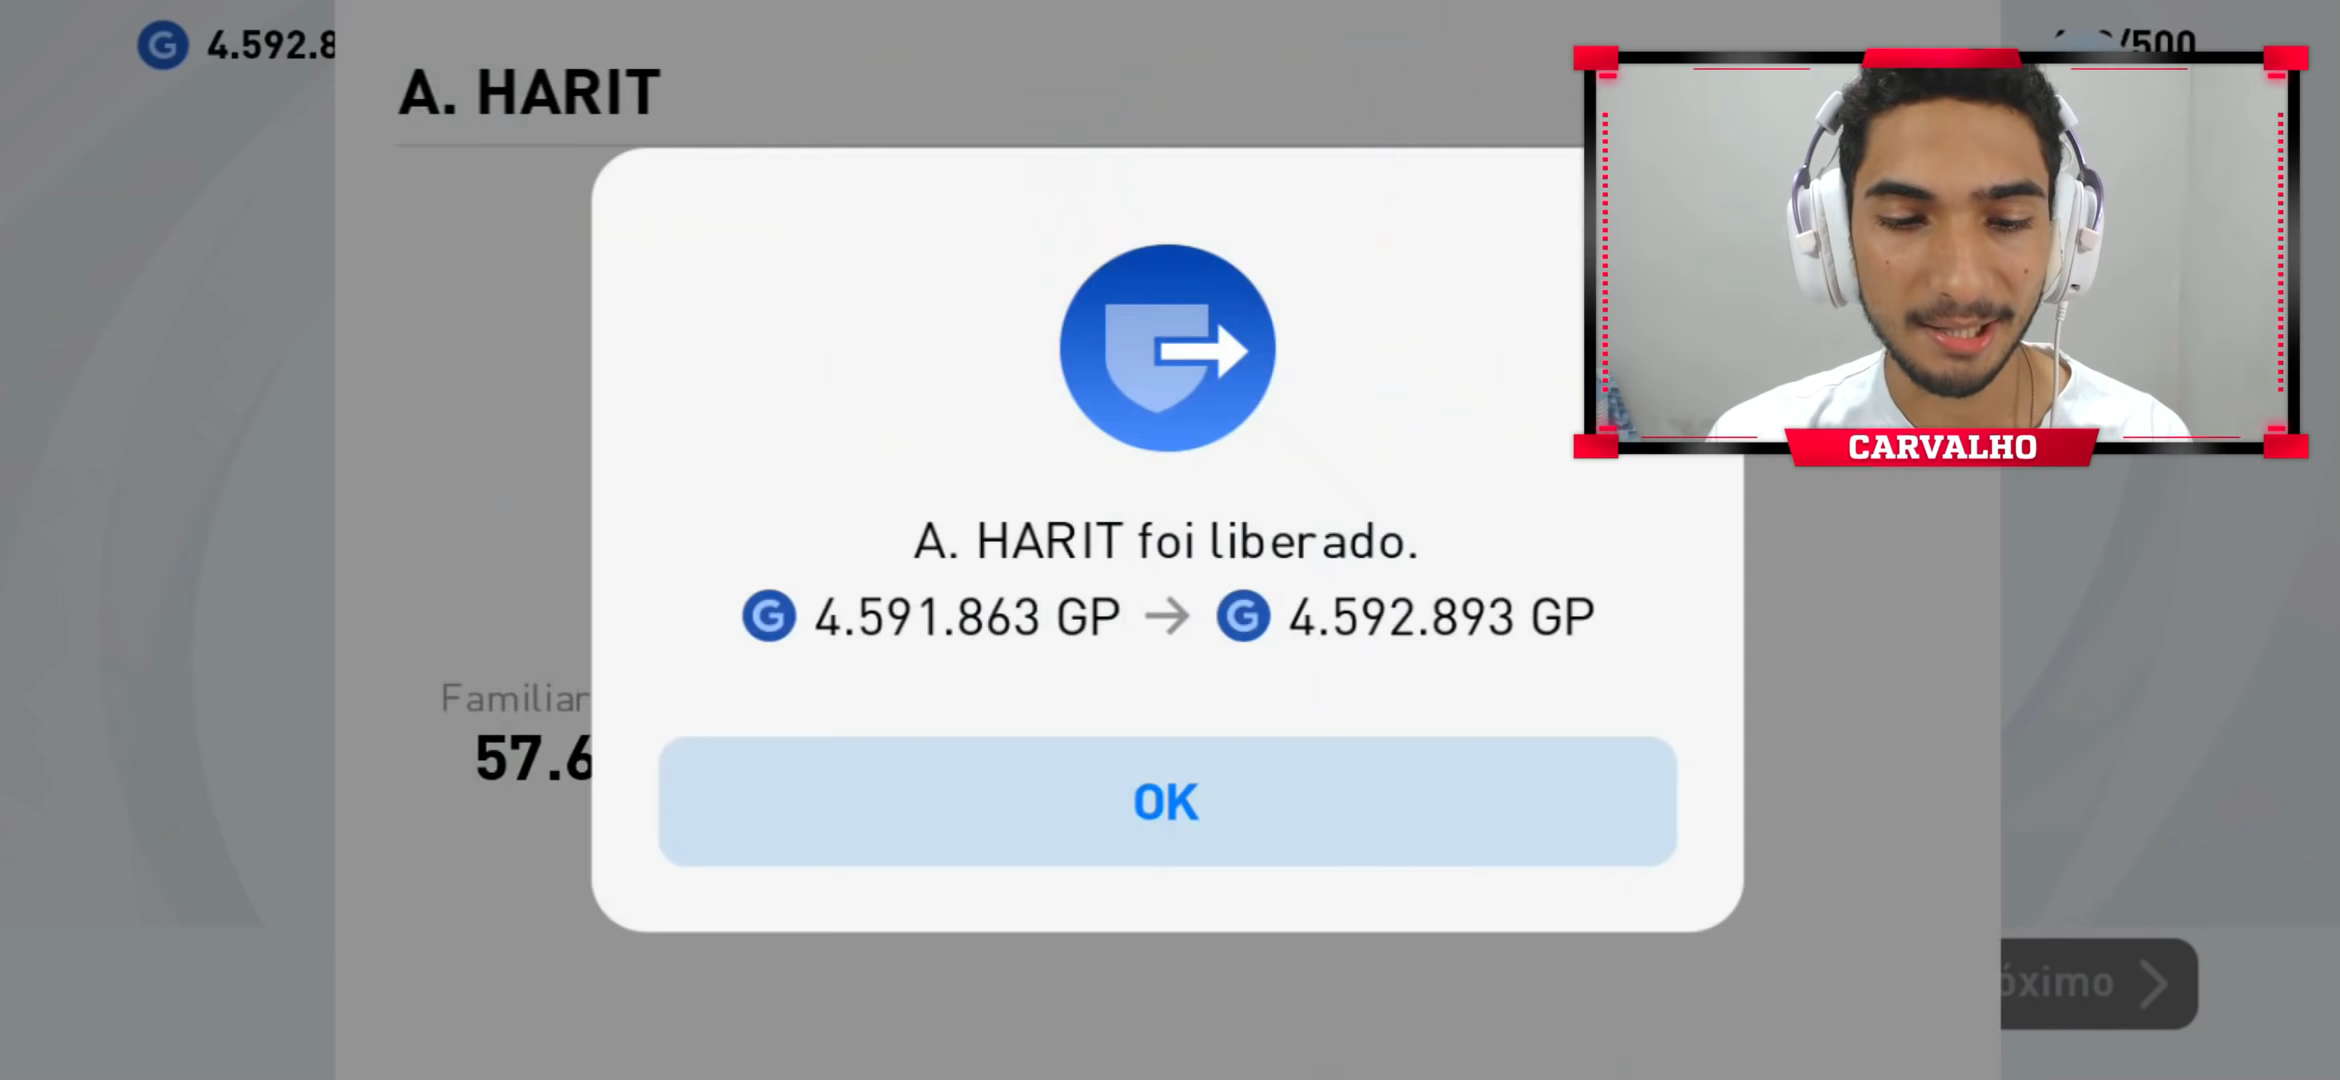 4.592.8
/500
A. HARIT
CARVALHO
A. HARIT foi liberado.
G 4.591.863 GP → G 4.592.893 GP
Familiar
57.6
OK
óximo